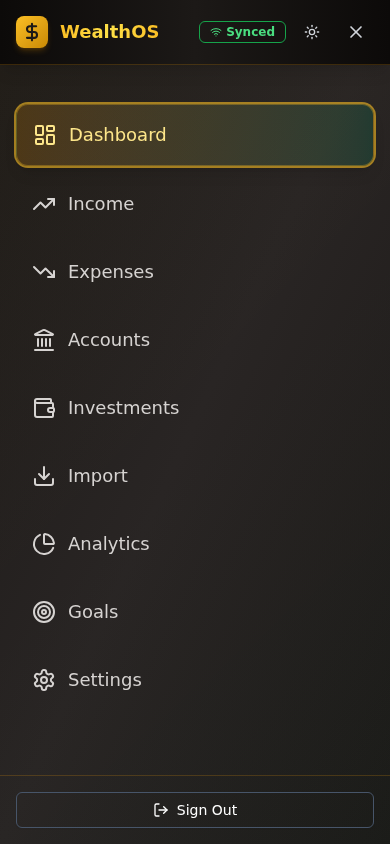 WealthOS
Synced
Dashboard
Income
Expenses
Accounts
Investments
Import
Analytics
Goals
Settings
Sign Out